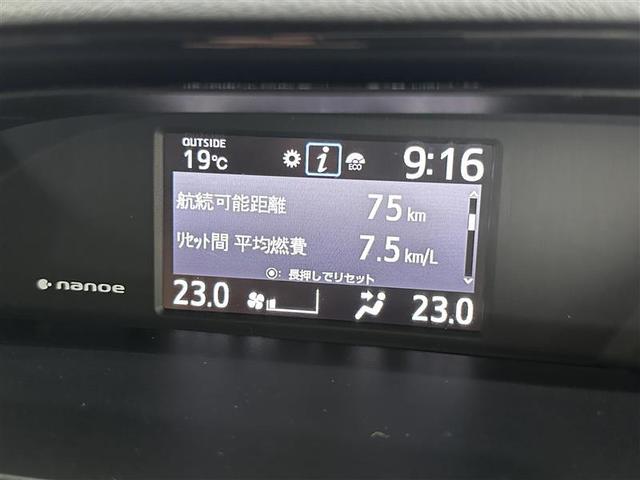 OUTSIDE
19℃
i
ECO
9:16
航続可能距離 75 km
ﾘｾｯﾄ間 平均燃費 7.5 km/L
◉: 長押しでリセット
nanoe
23.0
23.0